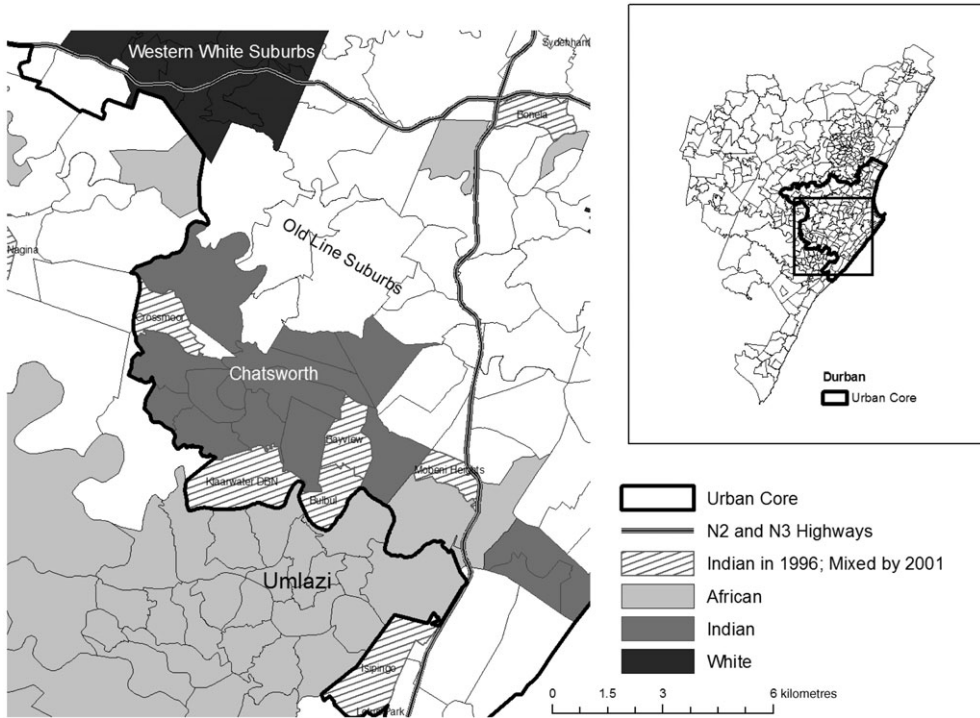 Western White Suburbs
Sydenham
Bonela
Old Line Suburbs
Nagina
Crossmoor
Chatsworth
Bayview
Mobeni Heights
Klaarwater DBN
Bulbul
Umlazi
Isipingo
Lotus Park
Durban
Urban Core
Urban Core
N2 and N3 Highways
Indian in 1996; Mixed by 2001
African
Indian
White
0 1.5 3 6 kilometres